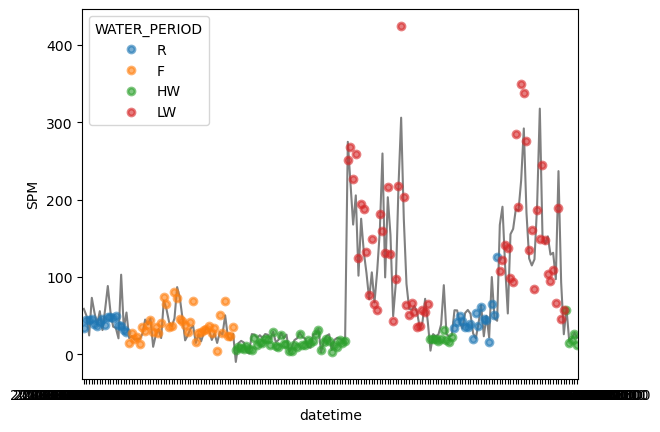 WATER_PERIOD
R
F
HW
LW
400
300
200
100
0
SPM
datetime